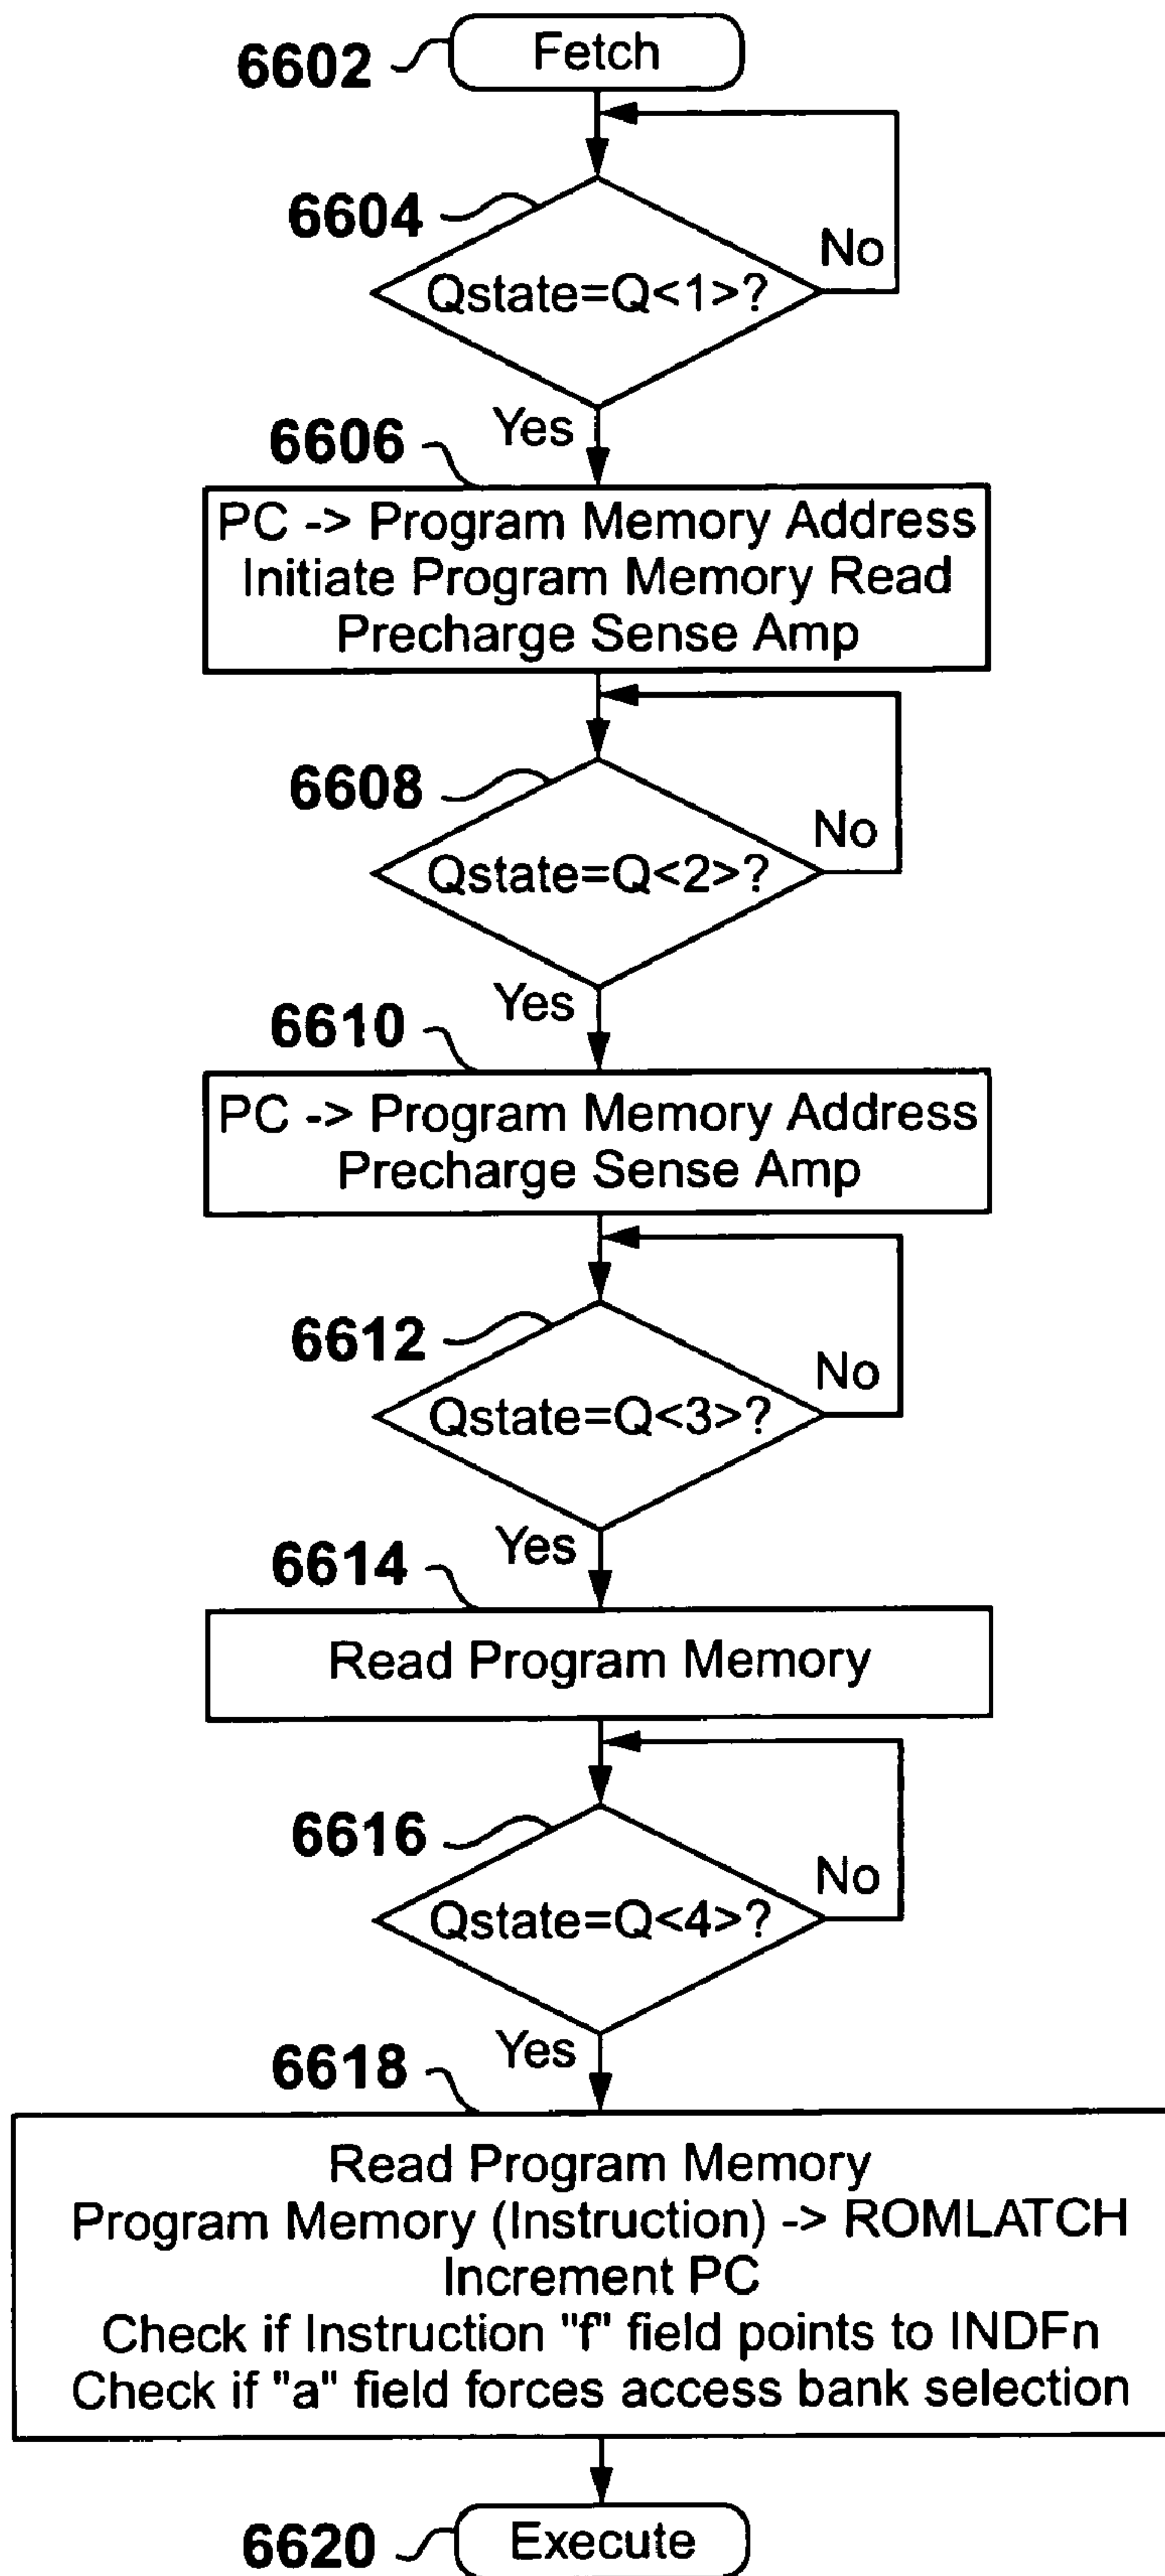 6602
Fetch
6604
Qstate=Q<1>?
No
Yes
6606
PC -> Program Memory Address
Initiate Program Memory Read
Precharge Sense Amp
6608
Qstate=Q<2>?
No
Yes
6610
PC -> Program Memory Address
Precharge Sense Amp
6612
Qstate=Q<3>?
No
Yes
6614
Read Program Memory
6616
Qstate=Q<4>?
No
Yes
6618
Read Program Memory
Program Memory (Instruction) -> ROMLATCH
Increment PC
Check if Instruction "f" field points to INDFn
Check if "a" field forces access bank selection
6620
Execute